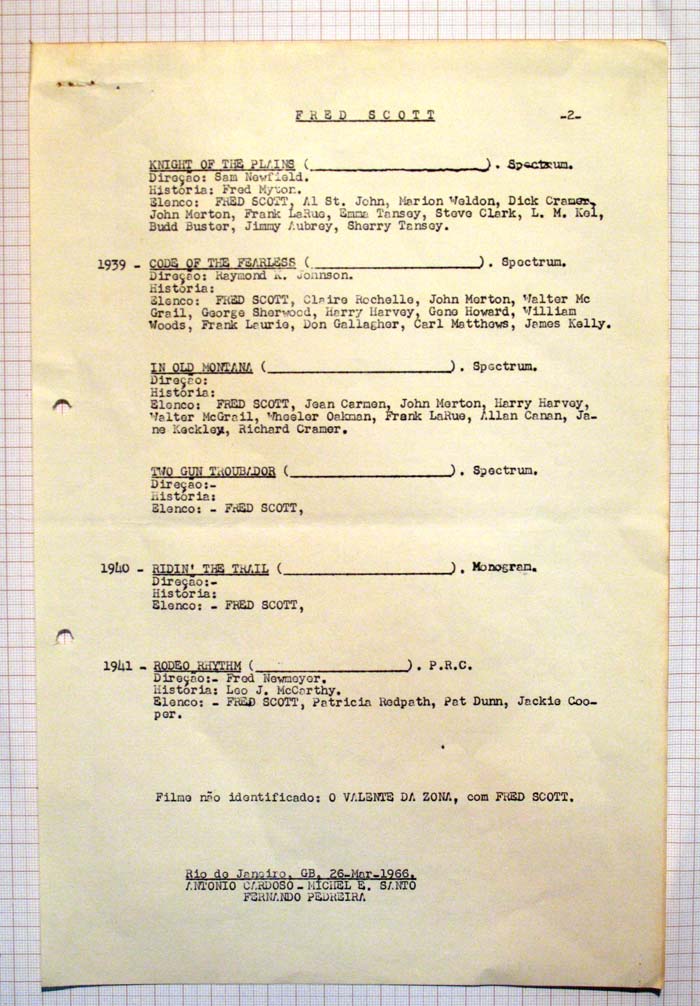 FRED SCOTT -2-
KNIGHT OF THE PLAINS (____________________). Spectrum.
Direção: Sam Newfield.
História: Fred Myton.
Elenco: FRED SCOTT, Al St. John, Marion Weldon, Dick Cramer,
John Merton, Frank LaRue, Emma Tansey, Steve Clark, L. M. Kel,
Budd Buster, Jimmy Aubrey, Sherry Tansey.
1939 - CODE OF THE FEARLESS (____________________). Spectrum.
Direção: Raymond K. Johnson.
História:
Elenco: FRED SCOTT, Claire Rochelle, John Merton, Walter Mc
Grail, George Sherwood, Harry Harvey, Gene Howard, William
Woods, Frank Laurie, Don Gallagher, Carl Matthews, James Kelly.
IN OLD MONTANA (____________________). Spectrum.
Direção:
História:
Elenco: FRED SCOTT, Jean Carmen, John Merton, Harry Harvey,
Walter McGrail, Wheeler Oakman, Frank LaRue, Allan Canan, Ja-
ne Keckley, Richard Cramer.
TWO GUN TROUBADOR (____________________). Spectrum.
Direção:-
História:
Elenco: - FRED SCOTT,
1940 - RIDIN' THE TRAIL (____________________). Monogram.
Direção:-
História:
Elenco: - FRED SCOTT,
1941 - RODEO RHYTHM (____________________). P.R.C.
Direção:- Fred Newmeyer.
História: Leo J. McCarthy.
Elenco: - FRED SCOTT, Patricia Redpath, Pat Dunn, Jackie Coo-
per.
Filme não identificado: O VALENTE DA ZONA, com FRED SCOTT.
Rio de Janeiro, GB, 26-Mar-1966.
ANTONIO CARDOSO - MICHEL E. SANTO
FERNANDO PEDREIRA